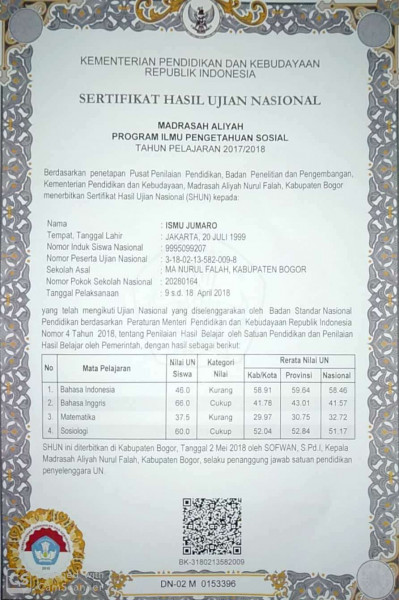 KEMENTERIAN PENDIDIKAN DAN KEBUDAYAAN
REPUBLIK INDONESIA
SERTIFIKAT HASIL UJIAN NASIONAL
MADRASAH ALIYAH
PROGRAM ILMU PENGETAHUAN SOSIAL
TAHUN PELAJARAN 2017/2018
Berdasarkan penetapan Pusat Penilaian Pendidikan, Badan Penelitian dan Pengembangan,
Kementerian Pendidikan dan Kebudayaan, Madrasah Aliyah Nurul Falah, Kabupaten Bogor
menerbitkan Sertifikat Hasil Ujian Nasional (SHUN) kepada:
Nama : ISMU JUMARO
Tempat, Tanggal Lahir : JAKARTA, 20 JULI 1999
Nomor Induk Siswa Nasional : 9995099207
Nomor Peserta Ujian Nasional : 3-18-02-13-582-009-8
Sekolah Asal : MA NURUL FALAH, KABUPATEN BOGOR
Nomor Pokok Sekolah Nasional : 20280164
Tanggal Pelaksanaan : 9 s.d. 18 April 2018
yang telah mengikuti Ujian Nasional yang diselenggarakan oleh Badan Standar Nasional
Pendidikan berdasarkan Peraturan Menteri Pendidikan dan Kebudayaan Republik Indonesia
Nomor 4 Tahun 2018, tentang Penilaian Hasil Belajar oleh Satuan Pendidikan dan Penilaian
Hasil Belajar oleh Pemerintah, dengan hasil sebagai berikut:
No Mata Pelajaran Nilai UN Siswa Kategori Nilai Rerata Nilai UN
Kab/Kota Provinsi Nasional
1. Bahasa Indonesia 46.0 Kurang 58.91 59.64 58.46
2. Bahasa Inggris 66.0 Cukup 41.78 43.01 41.57
3. Matematika 37.5 Kurang 29.97 30.75 32.72
4. Sosiologi 60.0 Cukup 52.04 52.84 51.17
SHUN ini diterbitkan di Kabupaten Bogor, Tanggal 2 Mei 2018 oleh SOFWAN, S.Pd.I, Kepala
Madrasah Aliyah Nurul Falah, Kabupaten Bogor, selaku penanggung jawab satuan pendidikan
penyelenggara UN.
BK-3180213582009
DN-02 M 0153396
CS
CamScanner